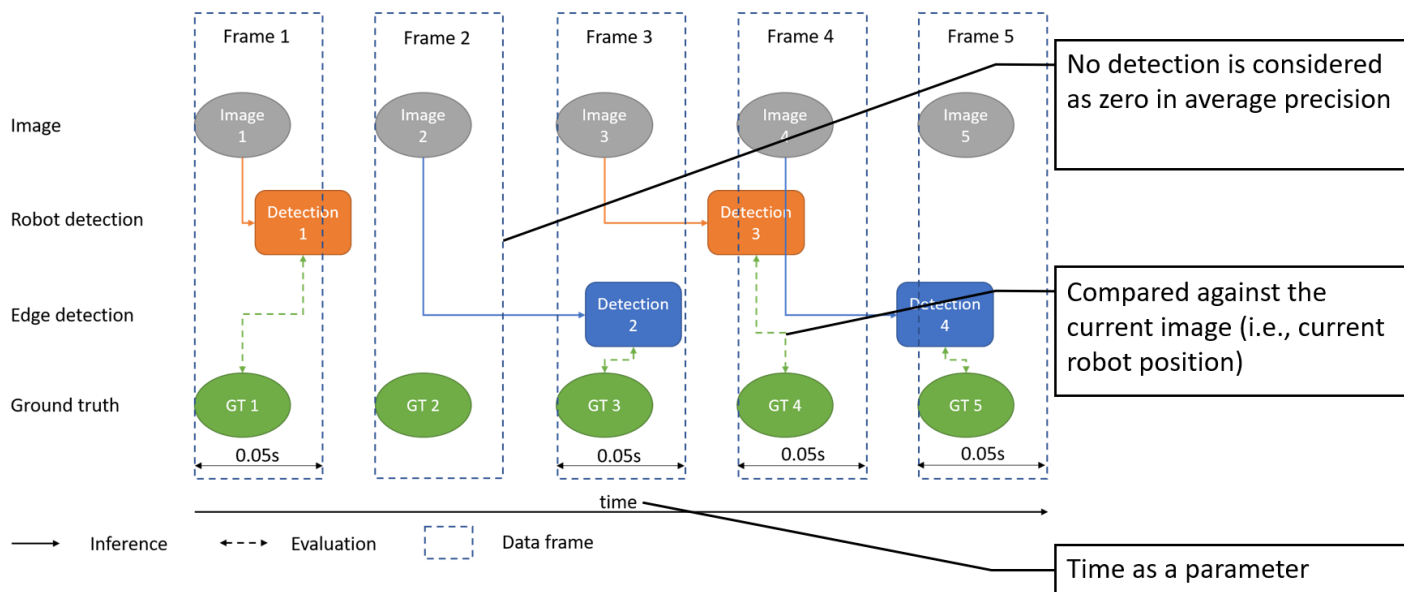 Frame 1
Frame 2
Frame 3
Frame 4
Frame 5
No detection is considered
as zero in average precision
Image
Image
1
Image
2
Image
3
Image
4
Image
5
Robot detection
Detection
1
Detection
3
Compared against the
current image (i.e., current
robot position)
Edge detection
Detection
2
Detection
4
Ground truth
GT 1
GT 2
GT 3
GT 4
GT 5
0.05s
0.05s
0.05s
0.05s
time
Inference
Evaluation
Data frame
Time as a parameter